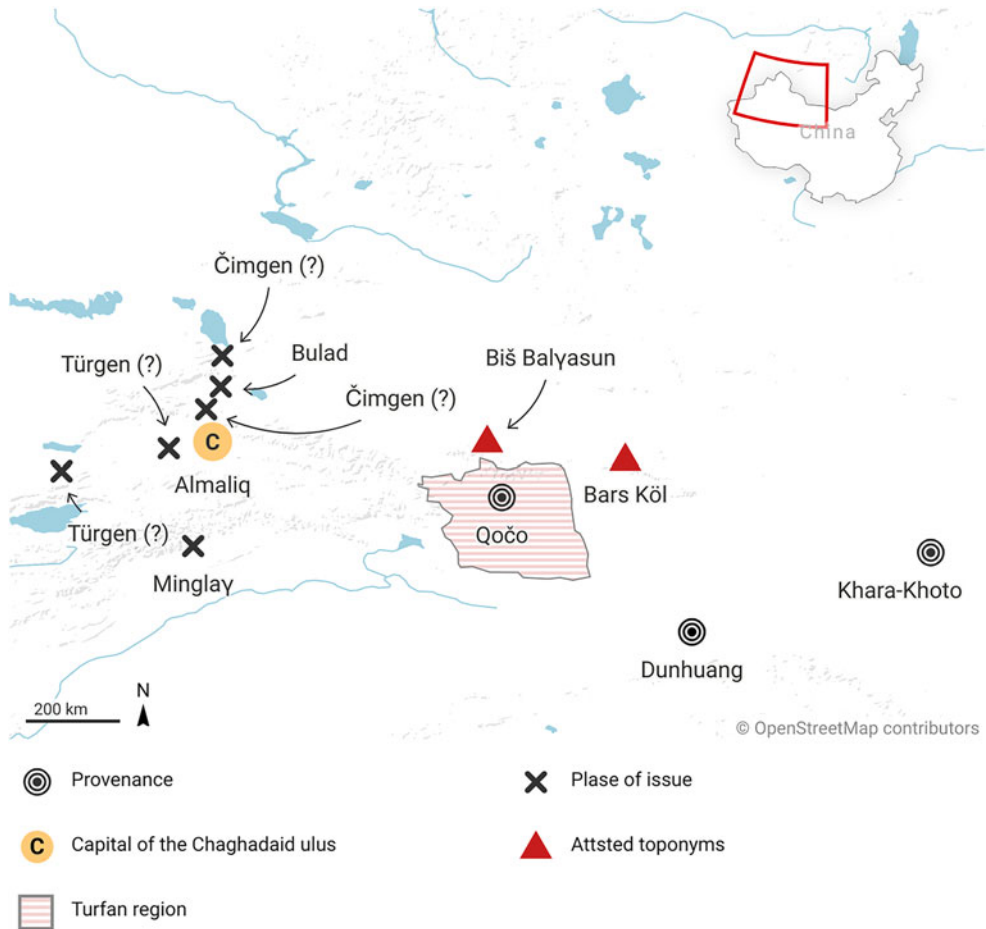 China
Čimgen (?)
Bulad
Türgen (?)
Čimgen (?)
Biš Balγasun
C
Almaliq
Bars Köl
Qočo
Türgen (?)
Minglaγ
Khara-Khoto
Dunhuang
N
200 km
© OpenStreetMap contributors
Provenance
Plase of issue
C
Capital of the Chaghadaid ulus
Attsted toponyms
Turfan region